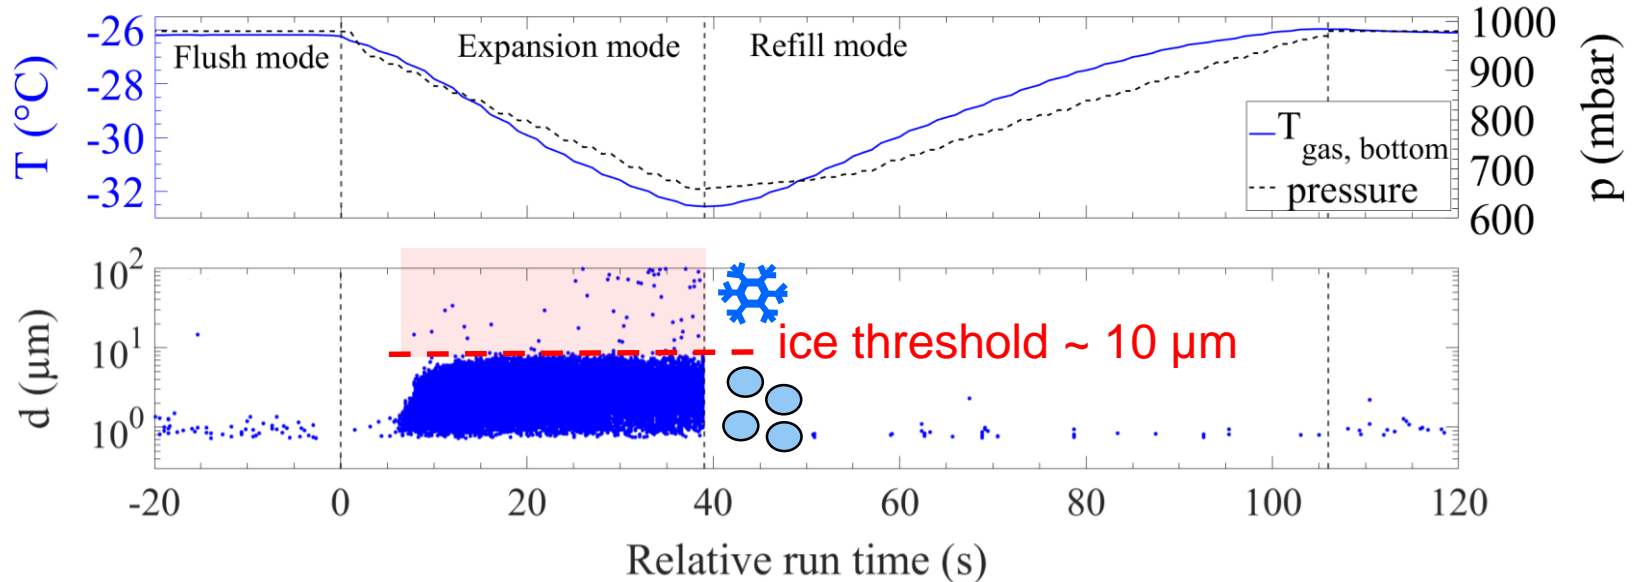 Flush mode
Expansion mode
Refill mode
T (°C)
-26
-28
-30
-32
1000
900
800
700
600
p (mbar)
T gas, bottom
pressure
d (µm)
10²
10¹
10⁰
ice threshold ~ 10 µm
-20 0 20 40 60 80 100 120
Relative run time (s)